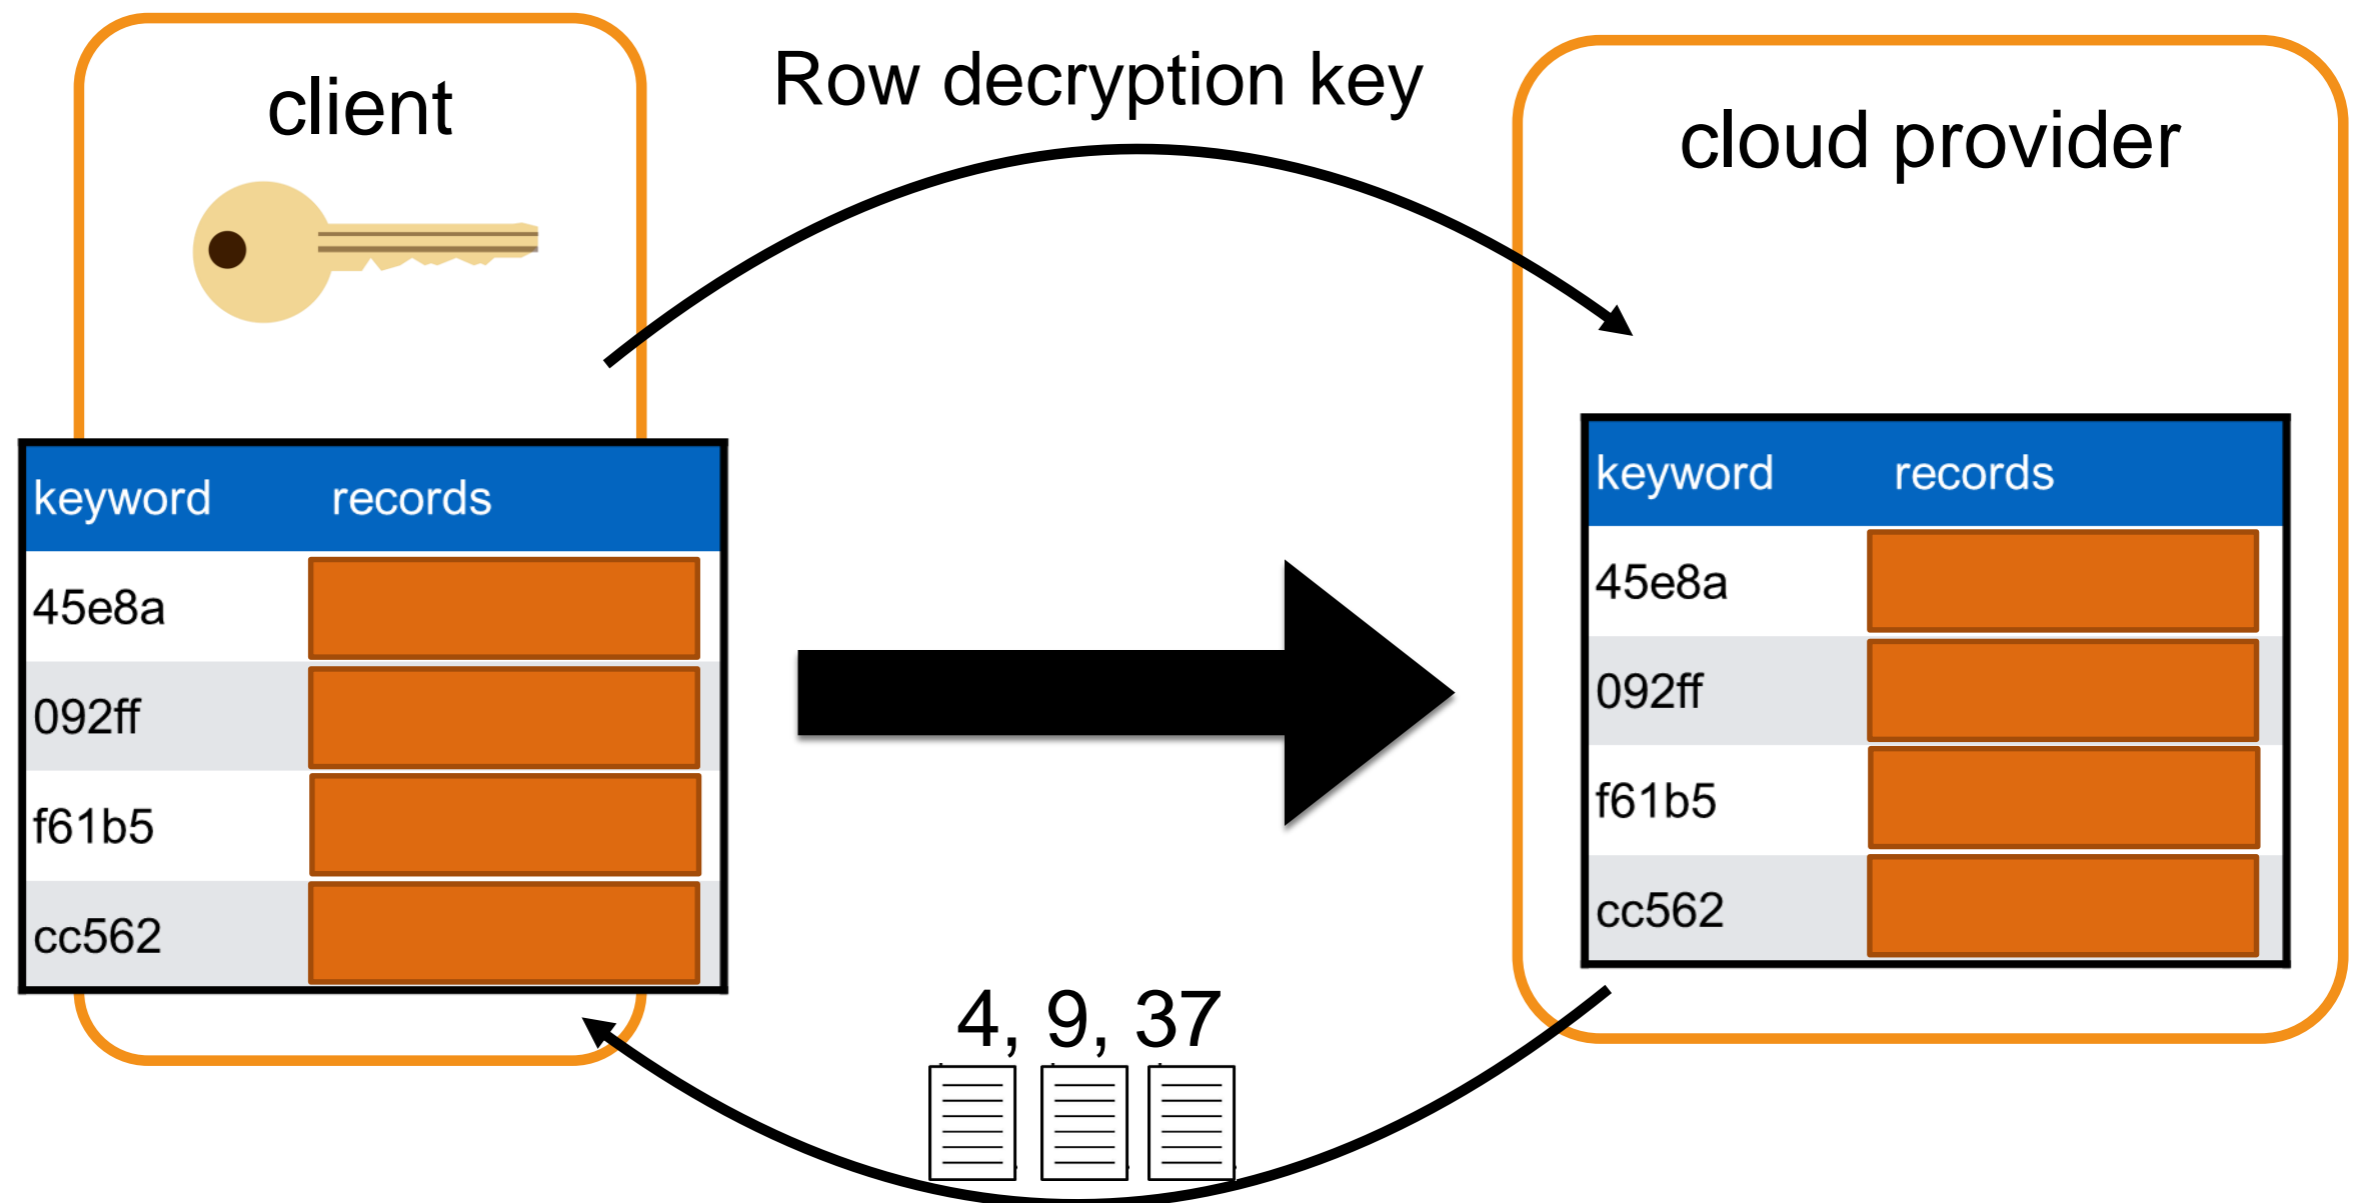 client
Row decryption key
cloud provider
keyword records
45e8a
092ff
f61b5
cc562
keyword records
45e8a
092ff
f61b5
cc562
4, 9, 37